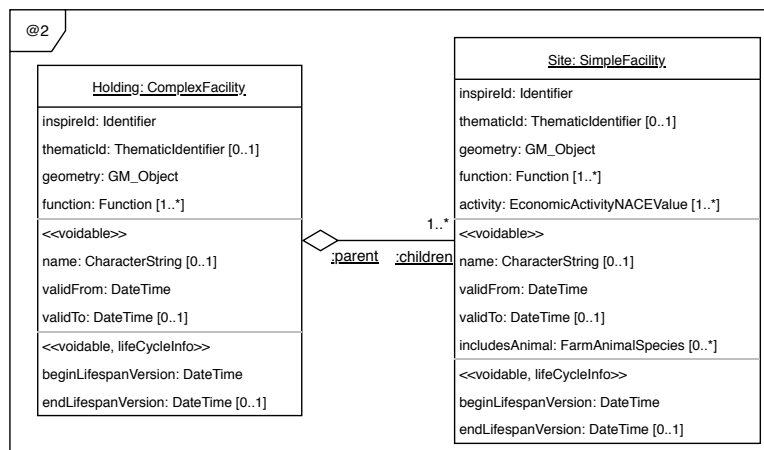 @2
Holding: ComplexFacility
inspireId: Identifier
thematicId: ThematicIdentifier [0..1]
geometry: GM_Object
function: Function [1..*]
<<voidable>>
name: CharacterString [0..1]
validFrom: DateTime
validTo: DateTime [0..1]
<<voidable, lifeCycleInfo>>
beginLifespanVersion: DateTime
endLifespanVersion: DateTime [0..1]
1..*
:parent
:children
Site: SimpleFacility
inspireId: Identifier
thematicId: ThematicIdentifier [0..1]
geometry: GM_Object
function: Function [1..*]
activity: EconomicActivityNACEValue [1..*]
<<voidable>>
name: CharacterString [0..1]
validFrom: DateTime
validTo: DateTime [0..1]
includesAnimal: FarmAnimalSpecies [0..*]
<<voidable, lifeCycleInfo>>
beginLifespanVersion: DateTime
endLifespanVersion: DateTime [0..1]